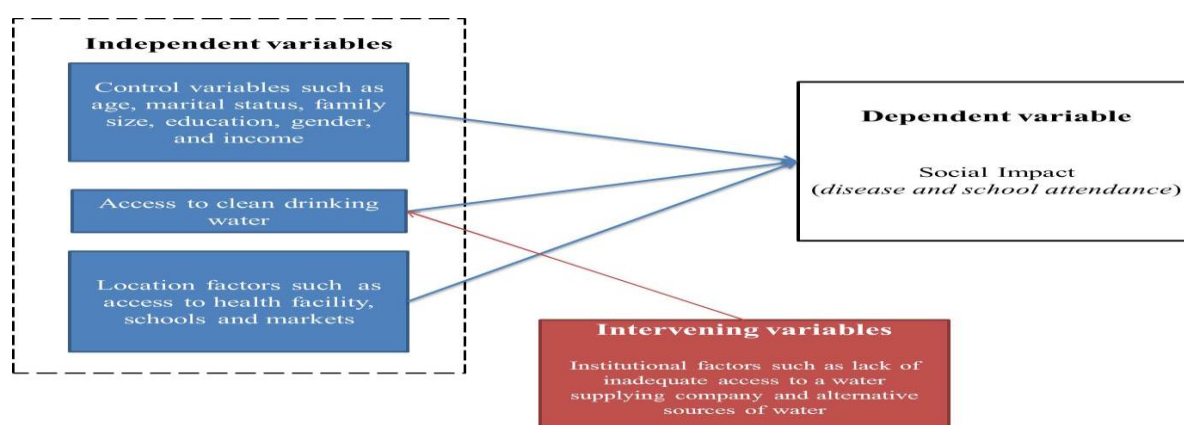 Independent variables
Control variables such as
age, marital status, family
size, education, gender,
and income
Access to clean drinking
water
Location factors such as
access to health facility,
schools and markets
Dependent variable
Social Impact
(disease and school attendance)
Intervening variables
Institutional factors such as lack of
inadequate access to a water
supplying company and alternative
sources of water